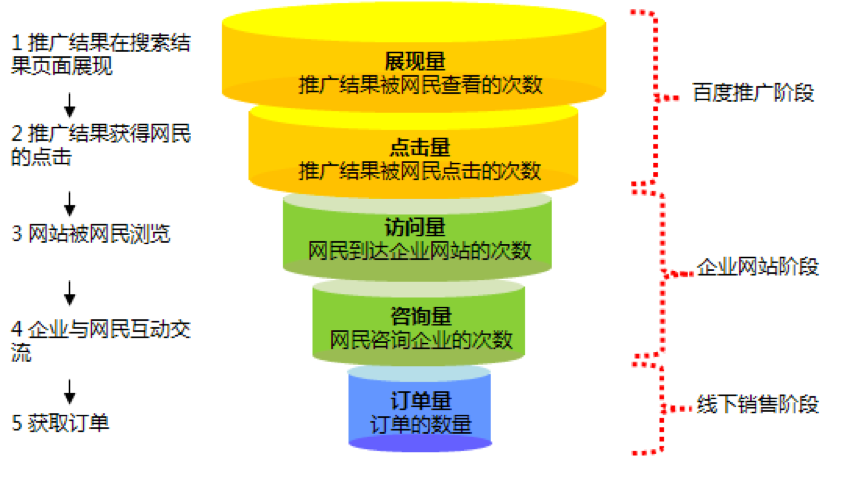 1 推广结果在搜索结
果页面展现
2 推广结果获得网民
的点击
3 网站被网民浏览
4 企业与网民互动交
流
5 获取订单
展现量
推广结果被网民查看的次数
点击量
推广结果被网民点击的次数
访问量
网民到达企业网站的次数
咨询量
网民咨询企业的次数
订单量
订单的数量
百度推广阶段
企业网站阶段
线下销售阶段